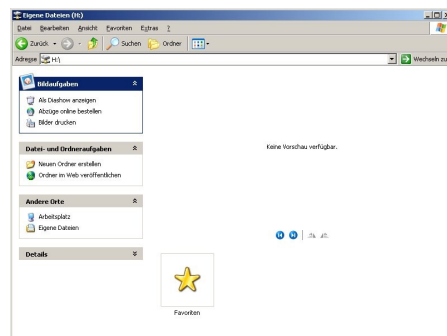 Eigene Dateien (H:)
Datei Bearbeiten Ansicht Favoriten Extras ?
Zurück Suchen Ordner
Adresse H:\ Wechseln zu
Bildaufgaben
Als Diashow anzeigen
Abzüge online bestellen
Bilder drucken
Datei- und Ordneraufgaben
Neuen Ordner erstellen
Ordner im Web veröffentlichen
Andere Orte
Arbeitsplatz
Eigene Dateien
Details
Keine Vorschau verfügbar.
Favoriten